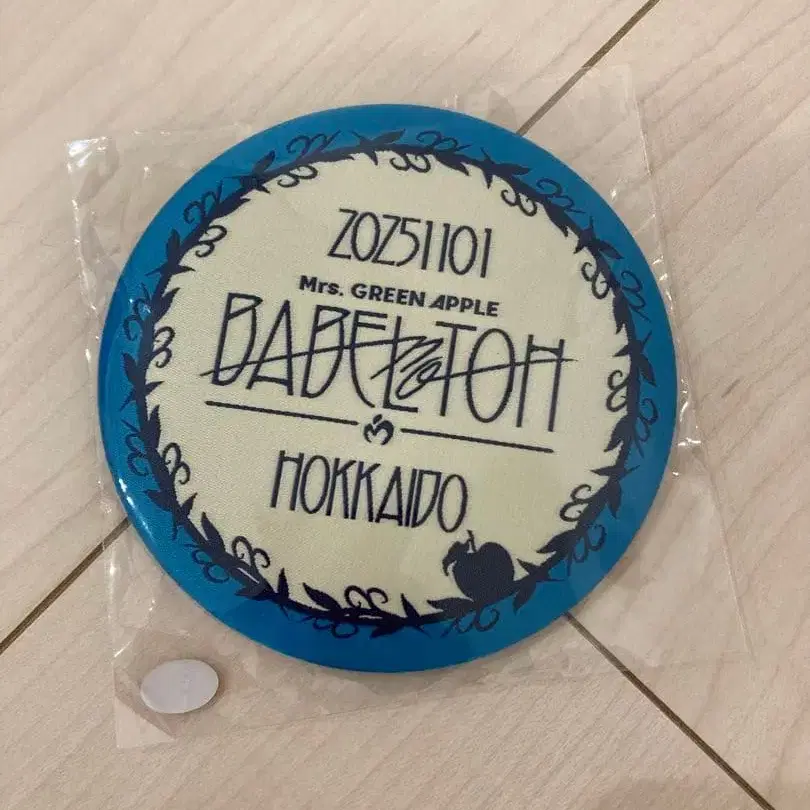 20251101
Mrs. GREEN APPLE
BABEL no TOH
HOKKAIDO